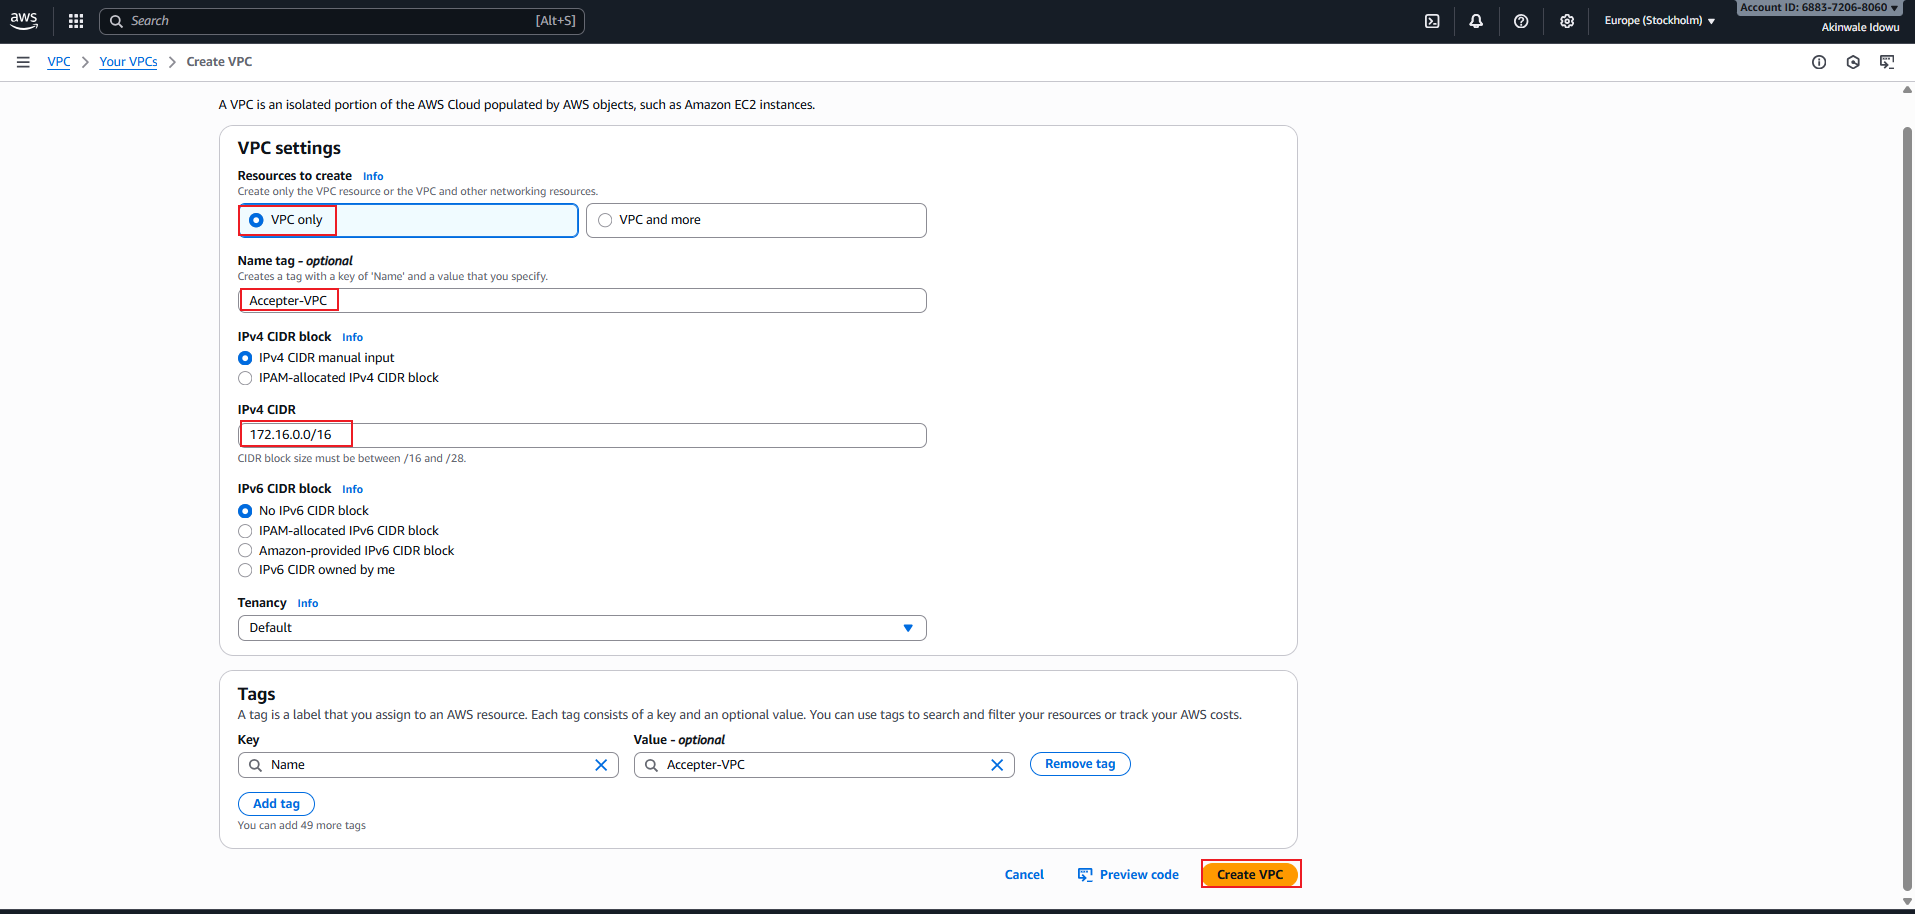 aws
Search [Alt+S]
Europe (Stockholm)
Account ID: 6883-7206-8060
Akinwale Idowu
VPC > Your VPCs > Create VPC
A VPC is an isolated portion of the AWS Cloud populated by AWS objects, such as Amazon EC2 instances.
VPC settings
Resources to create Info
Create only the VPC resource or the VPC and other networking resources.
VPC only VPC and more
Name tag - optional
Creates a tag with a key of 'Name' and a value that you specify.
Accepter-VPC
IPv4 CIDR block Info
IPv4 CIDR manual input
IPAM-allocated IPv4 CIDR block
IPv4 CIDR
172.16.0.0/16
CIDR block size must be between /16 and /28.
IPv6 CIDR block Info
No IPv6 CIDR block
IPAM-allocated IPv6 CIDR block
Amazon-provided IPv6 CIDR block
IPv6 CIDR owned by me
Tenancy Info
Default
Tags
A tag is a label that you assign to an AWS resource. Each tag consists of a key and an optional value. You can use tags to search and filter your resources or track your AWS costs.
Key Value - optional
Name Accepter-VPC Remove tag
Add tag
You can add 49 more tags
Cancel Preview code Create VPC